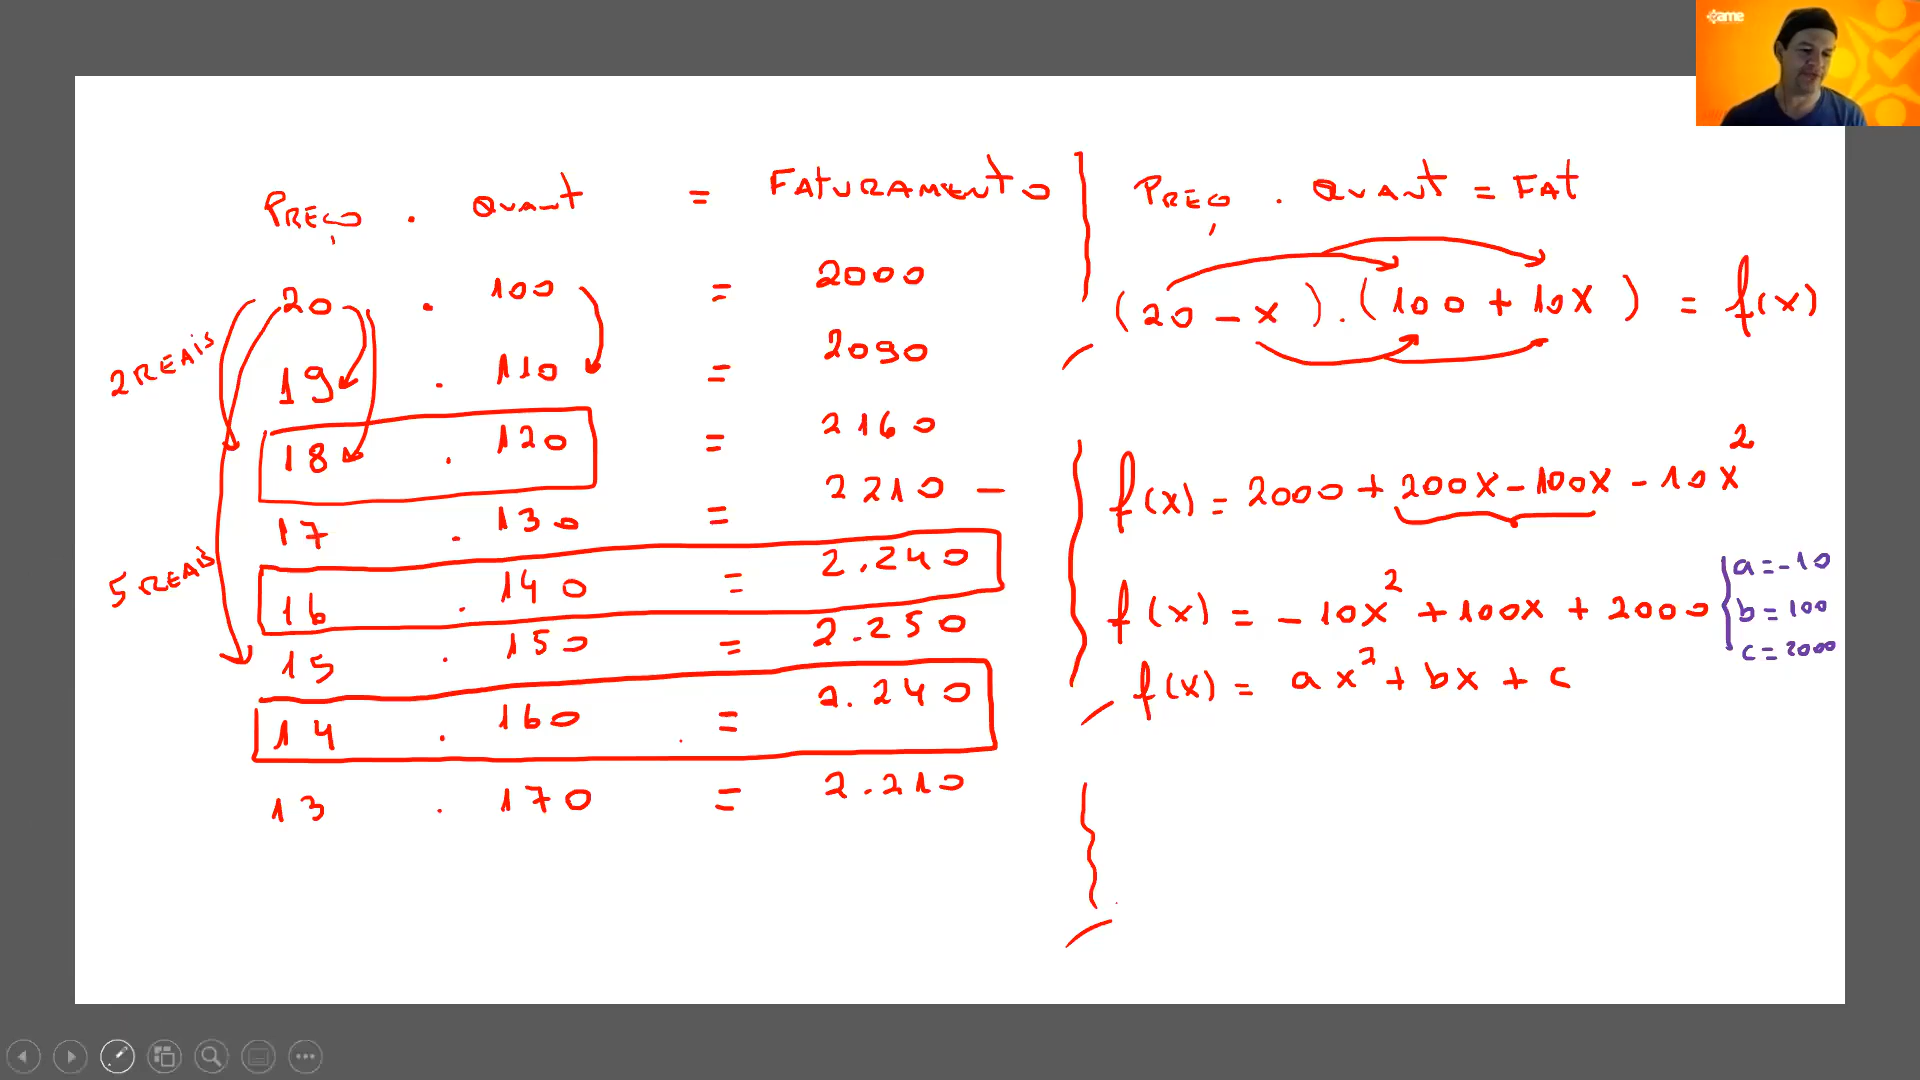 PREÇO . QUANT = FATURAMENTO
20 . 100 = 2000
19 . 110 = 2090
18 . 120 = 2160
17 . 130 = 2210 –
16 . 140 = 2.240
15 . 150 = 2.250
14 . 160 = 2.240
13 . 170 = 2.210
2 REAIS
5 REAIS
PREÇO . QUANT = FAT
(20 - x) . (100 + 10x) = f(x)
f(x) = 2000 + 200x - 100x - 10x²
f(x) = -10x² + 100x + 2000
a = -10
b = 100
c = 2000
f(x) = ax² + bx + c